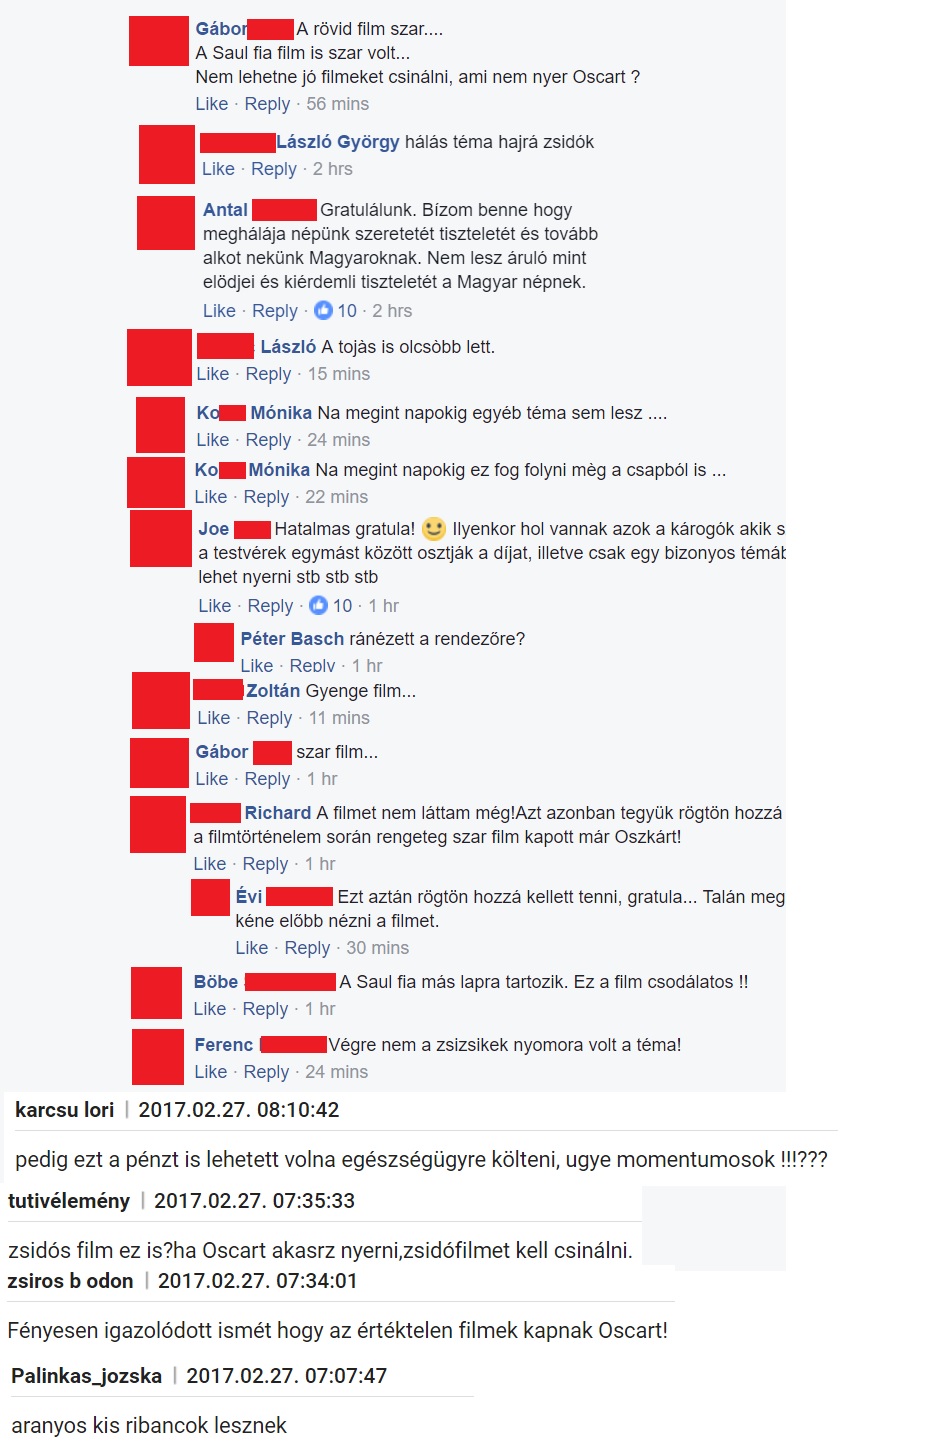 Gábor A rövid film szar....
A Saul fia film is szar volt...
Nem lehetne jó filmeket csinálni, ami nem nyer Oscart ?
Like · Reply · 56 mins
László György hálás téma hajrá zsidók
Like · Reply · 2 hrs
Antal Gratulálunk. Bízom benne hogy
meghálája népünk szeretetét tiszteletét és tovább
alkot nekünk Magyaroknak. Nem lesz áruló mint
elödjei és kiérdemli tiszteletét a Magyar népnek.
Like · Reply · 10 · 2 hrs
László A tojàs is olcsòbb lett.
Like · Reply · 15 mins
Ko Mónika Na megint napokig egyéb téma sem lesz ....
Like · Reply · 24 mins
Ko Mónika Na megint napokig ez fog folyni mèg a csapból is ...
Like · Reply · 22 mins
Joe Hatalmas gratula! 🙂 Ilyenkor hol vannak azok a károgók akik s
a testvérek egymást között osztják a díjat, illetve csak egy bizonyos témáb
lehet nyerni stb stb stb
Like · Reply · 10 · 1 hr
Péter Basch ránézett a rendezőre?
Like · Reply · 1 hr
Zoltán Gyenge film...
Like · Reply · 11 mins
Gábor szar film...
Like · Reply · 1 hr
Richard A filmet nem láttam még!Azt azonban tegyük rögtön hozzá
a filmtörténelem során rengeteg szar film kapott már Oszkárt!
Like · Reply · 1 hr
Évi Ezt aztán rögtön hozzá kellett tenni, gratula... Talán meg
kéne előbb nézni a filmet.
Like · Reply · 30 mins
Böbe A Saul fia más lapra tartozik. Ez a film csodálatos !!
Like · Reply · 1 hr
Ferenc Végre nem a zsizsikek nyomora volt a téma!
Like · Reply · 24 mins
karcsu lori | 2017.02.27. 08:10:42
pedig ezt a pénzt is lehetett volna egészségügyre költeni, ugye momentumosok !!!???
tutivélemény | 2017.02.27. 07:35:33
zsidós film ez is?ha Oscart akasrz nyerni,zsidófilmet kell csinálni.
zsiros b odon | 2017.02.27. 07:34:01
Fényesen igazolódott ismét hogy az értéktelen filmek kapnak Oscart!
Palinkas_jozska | 2017.02.27. 07:07:47
aranyos kis ribancok lesznek